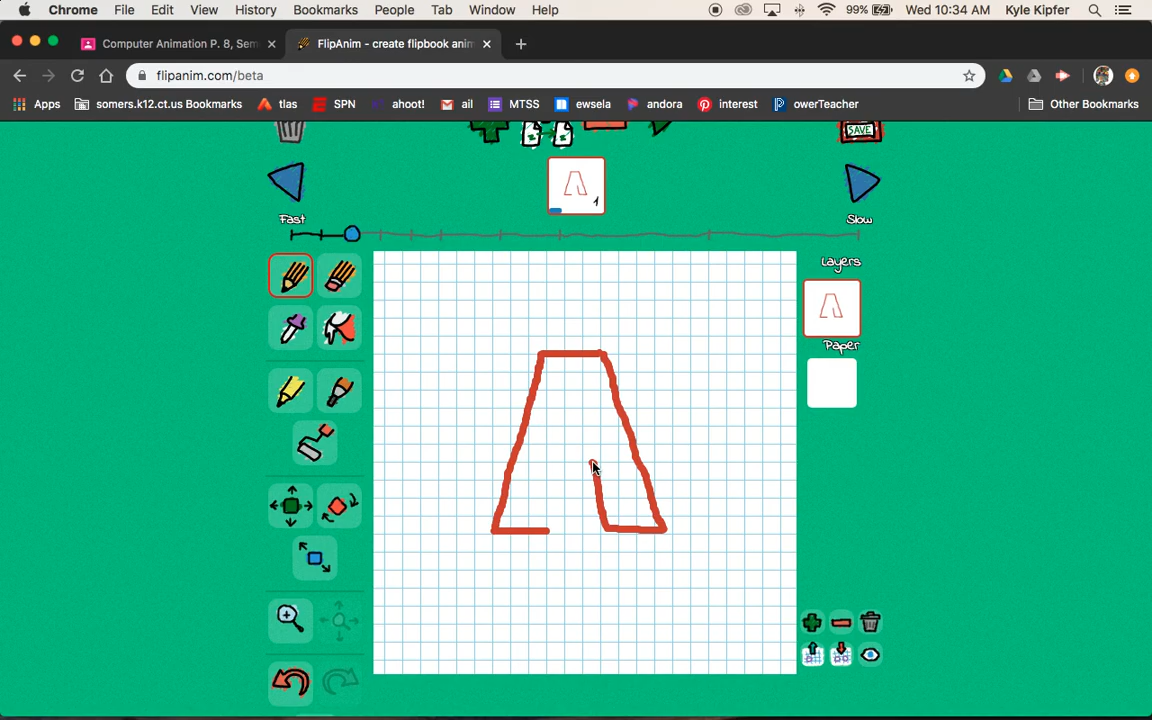 Chrome File Edit View History Bookmarks People Tab Window Help 99% Wed 10:34 AM Kyle Kipfer
Computer Animation P. 8, Sem FlipAnim - create flipbook anim
flipanim.com/beta
Apps somers.k12.ct.us Bookmarks tlas SPN ahoot! ail MTSS ewsela andora interest owerTeacher Other Bookmarks
SAVE
1
Fast Slow
Layers
Paper